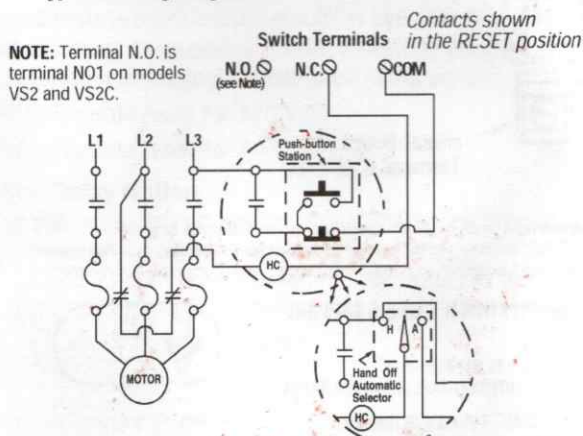 Contacts shown
in the RESET position
Switch Terminals
NOTE: Terminal N.O. is
terminal NO1 on models
VS2 and VS2C.
N.O.
(see Note)
N.C.
COM
L1
L2
L3
Push-button
Station
HC
H
A
MOTOR
Hand Off
Automatic
Selector
HC